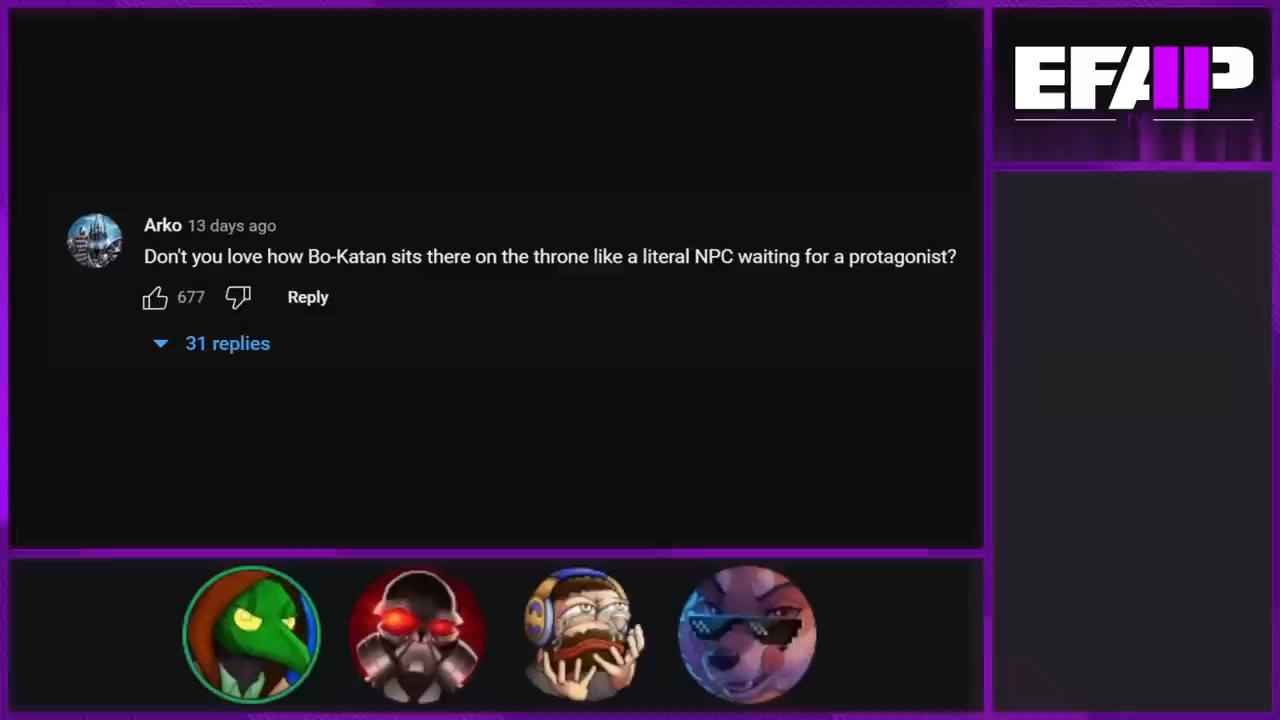 EFAP
TV
Arko 13 days ago
Don't you love how Bo-Katan sits there on the throne like a literal NPC waiting for a protagonist?
677 Reply
31 replies